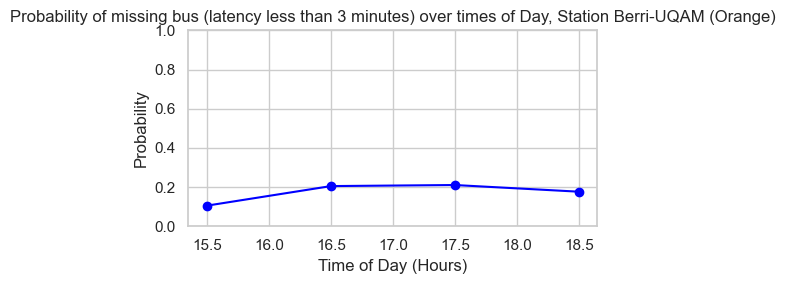 Probability of missing bus (latency less than 3 minutes) over times of Day, Station Berri-UQAM (Orange)
1.0
0.8
0.6
0.4
0.2
0.0
Probability
15.5 16.0 16.5 17.0 17.5 18.0 18.5
Time of Day (Hours)